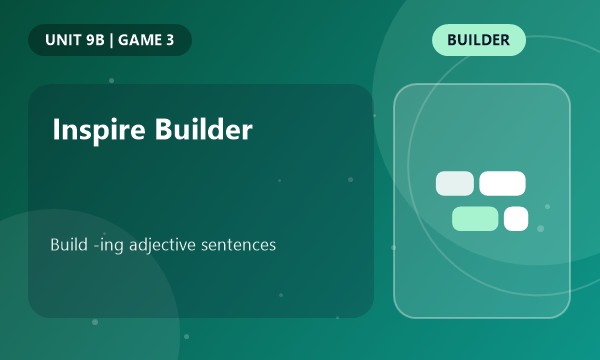 UNIT 9B | GAME 3
BUILDER
Inspire Builder
Build -ing adjective sentences